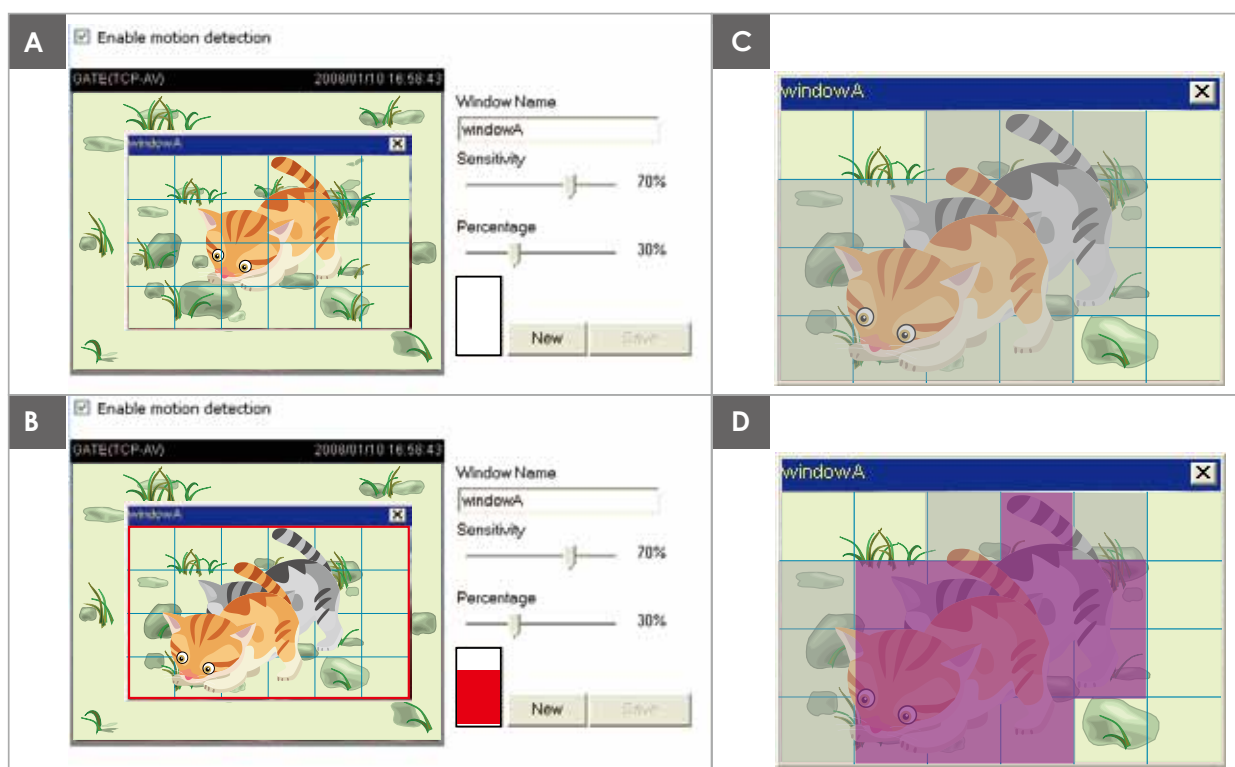 A
Enable motion detection
GATE(TCP-AV) 2008/01/10 16:58:43
windowA
Window Name
windowA
Sensitivity
70%
Percentage
30%
New Save
B
Enable motion detection
GATE(TCP-AV) 2008/01/10 16:58:43
windowA
Window Name
windowA
Sensitivity
70%
Percentage
30%
New Save
C
windowA
D
windowA